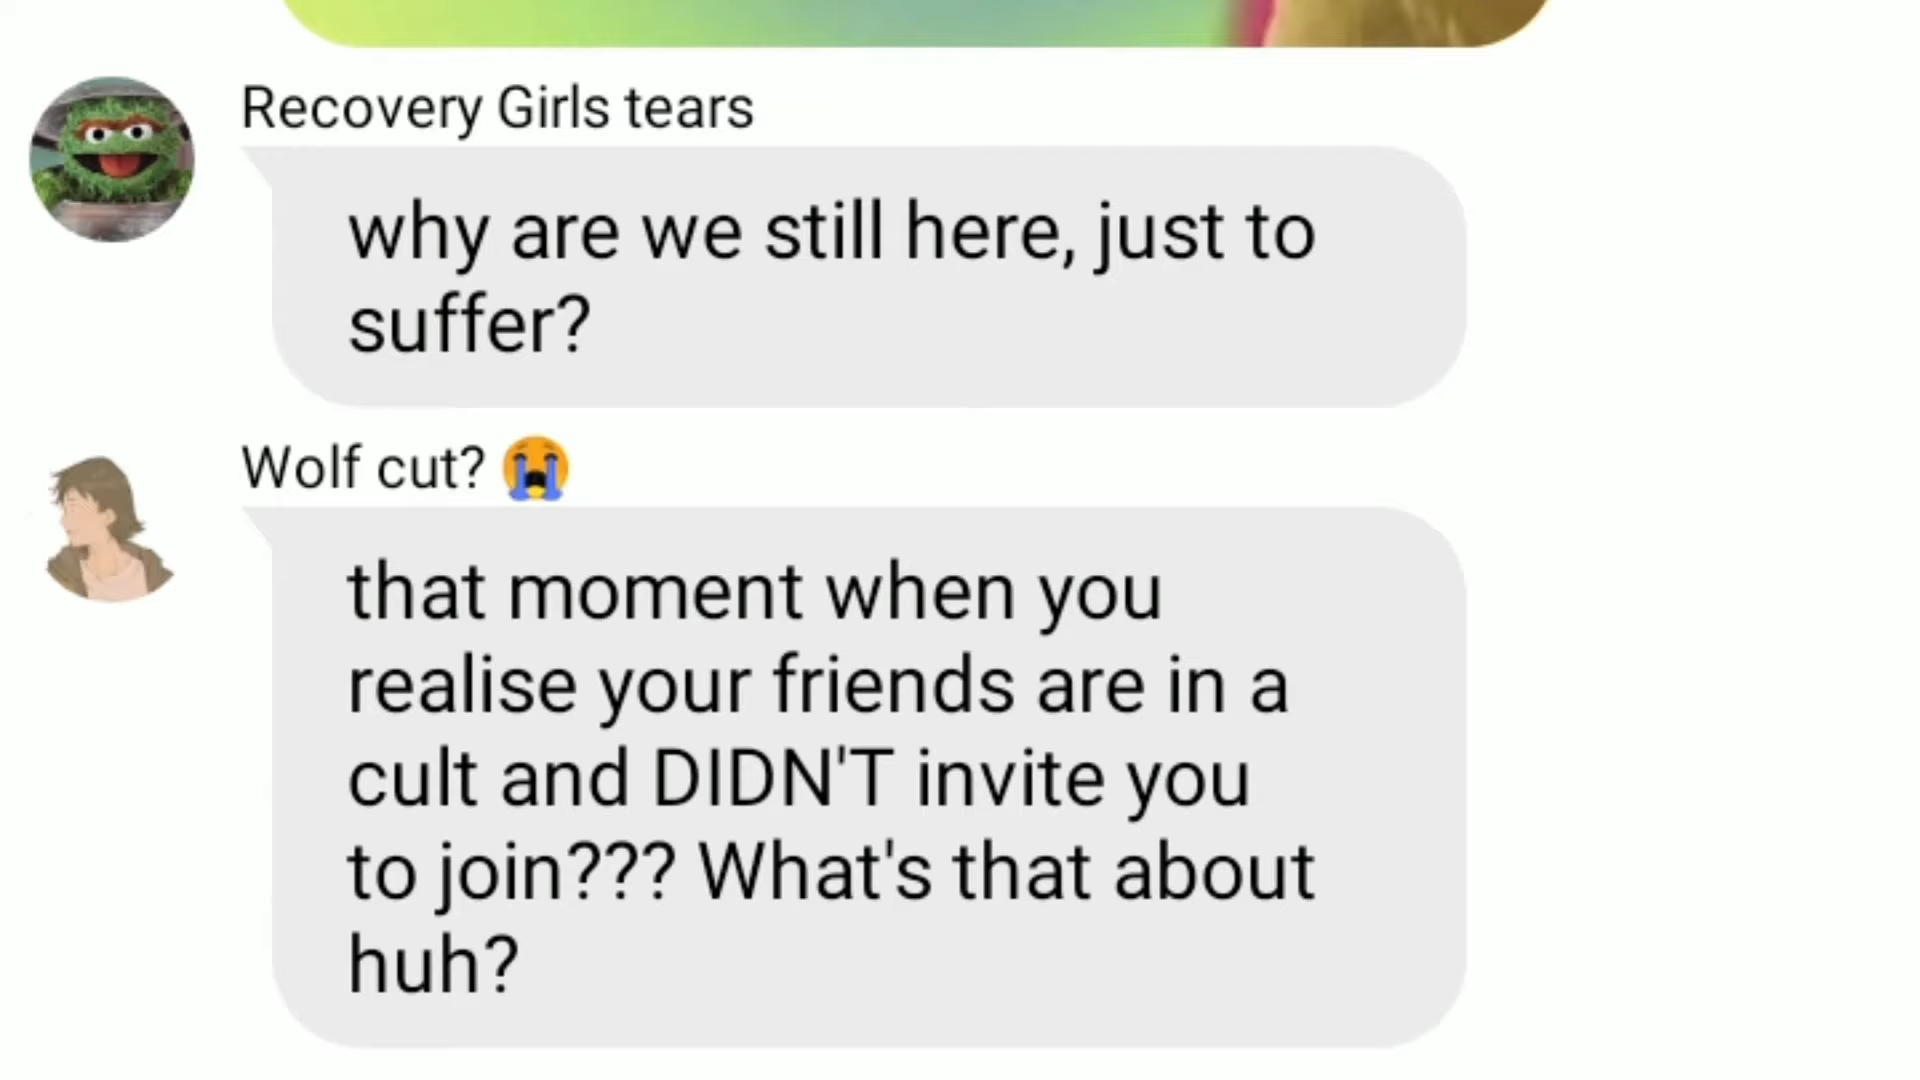 Recovery Girls tears
why are we still here, just to
suffer?
Wolf cut? 😭
that moment when you
realise your friends are in a
cult and DIDN'T invite you
to join??? What's that about
huh?